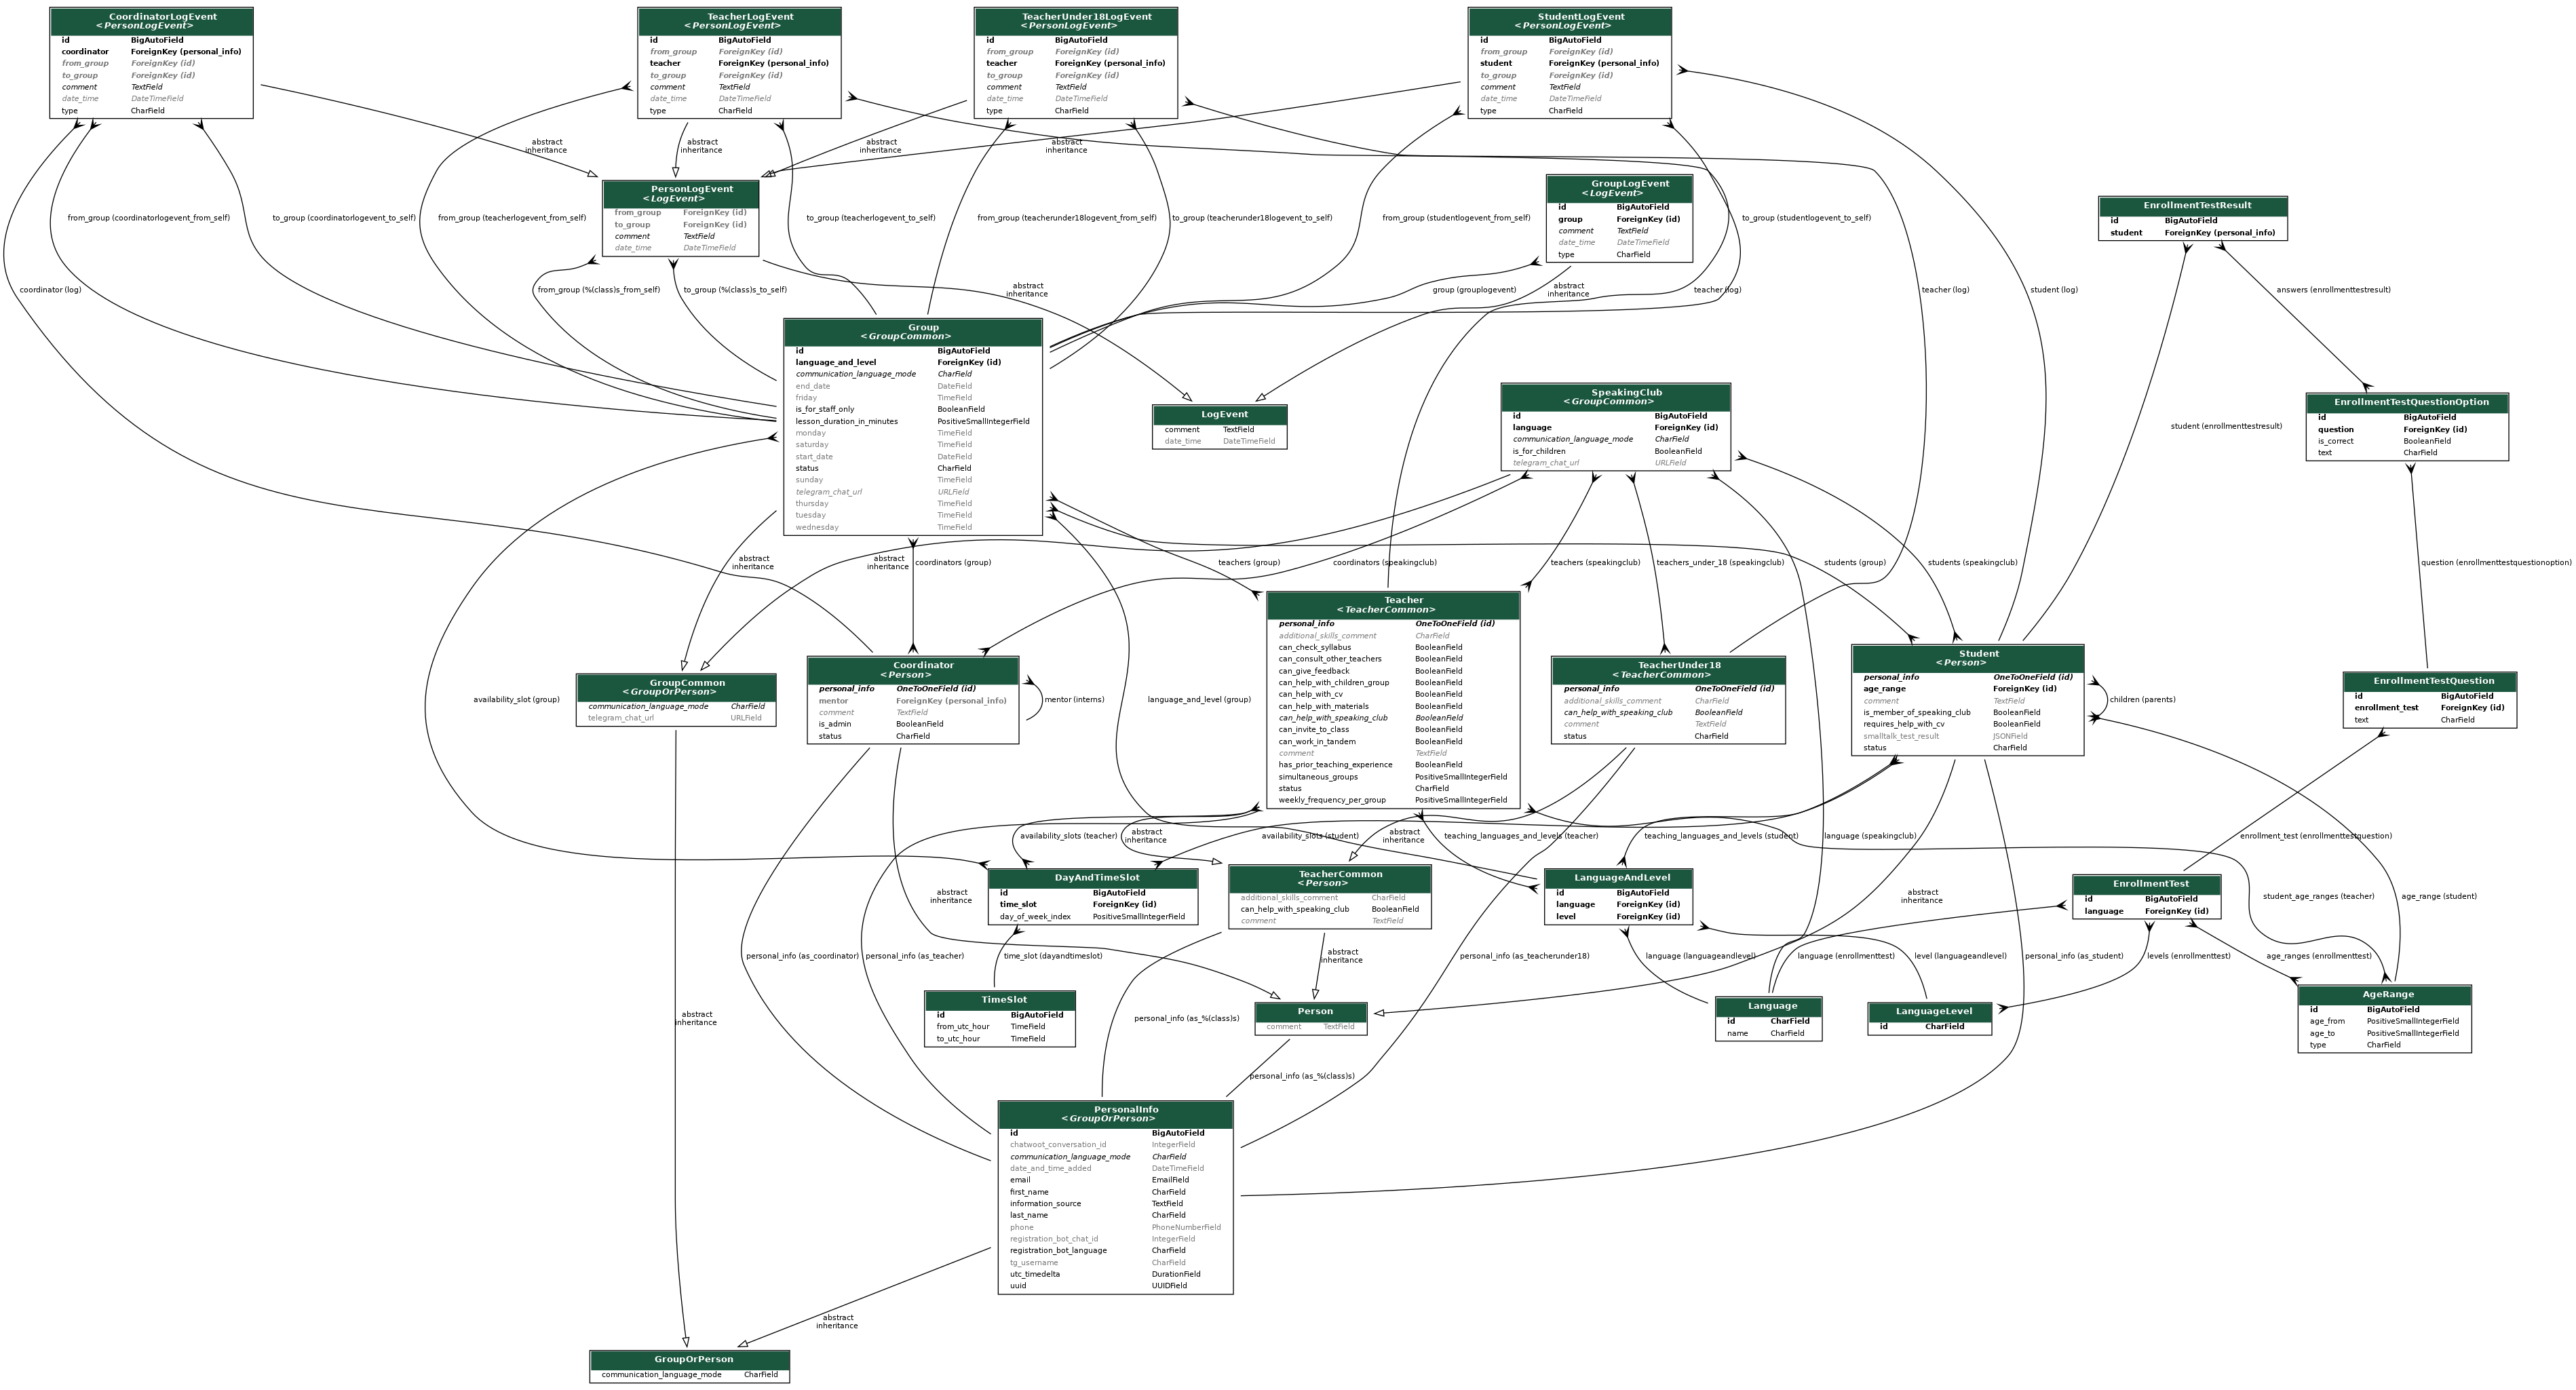 CoordinatorLogEvent
<PersonLogEvent>
id BigAutoField
coordinator ForeignKey (personal_info)
from_group ForeignKey (id)
to_group ForeignKey (id)
comment TextField
date_time DateTimeField
type CharField
TeacherLogEvent
<PersonLogEvent>
id BigAutoField
from_group ForeignKey (id)
teacher ForeignKey (personal_info)
to_group ForeignKey (id)
comment TextField
date_time DateTimeField
type CharField
TeacherUnder18LogEvent
<PersonLogEvent>
id BigAutoField
from_group ForeignKey (id)
teacher ForeignKey (personal_info)
to_group ForeignKey (id)
comment TextField
date_time DateTimeField
type CharField
StudentLogEvent
<PersonLogEvent>
id BigAutoField
from_group ForeignKey (id)
student ForeignKey (personal_info)
to_group ForeignKey (id)
comment TextField
date_time DateTimeField
type CharField
abstract
inheritance
abstract
inheritance
abstract
inheritance
abstract
inheritance
PersonLogEvent
<LogEvent>
from_group ForeignKey (id)
to_group ForeignKey (id)
comment TextField
date_time DateTimeField
GroupLogEvent
<LogEvent>
id BigAutoField
group ForeignKey (id)
comment TextField
date_time DateTimeField
type CharField
EnrollmentTestResult
id BigAutoField
student ForeignKey (personal_info)
from_group (coordinatorlogevent_from_self)
to_group (coordinatorlogevent_to_self)
from_group (teacherlogevent_from_self)
to_group (teacherlogevent_to_self)
from_group (teacherunder18logevent_from_self)
to_group (teacherunder18logevent_to_self)
from_group (studentlogevent_from_self)
to_group (studentlogevent_to_self)
coordinator (log)
from_group (%(class)s_from_self)
to_group (%(class)s_to_self)
abstract
inheritance
group (grouplogevent)
abstract
inheritance
teacher (log)
teacher (log)
student (log)
answers (enrollmenttestresult)
Group
<GroupCommon>
id BigAutoField
language_and_level ForeignKey (id)
communication_language_mode CharField
end_date DateField
friday TimeField
is_for_staff_only BooleanField
lesson_duration_in_minutes PositiveSmallIntegerField
monday TimeField
saturday TimeField
start_date DateField
status CharField
sunday TimeField
telegram_chat_url URLField
thursday TimeField
tuesday TimeField
wednesday TimeField
LogEvent
comment TextField
date_time DateTimeField
SpeakingClub
<GroupCommon>
id BigAutoField
language ForeignKey (id)
communication_language_mode CharField
is_for_children BooleanField
telegram_chat_url URLField
student (enrollmenttestresult)
EnrollmentTestQuestionOption
id BigAutoField
question ForeignKey (id)
is_correct BooleanField
text CharField
abstract
inheritance
abstract
inheritance
coordinators (group)
teachers (group)
coordinators (speakingclub)
teachers (speakingclub)
teachers_under_18 (speakingclub)
students (group)
students (speakingclub)
question (enrollmenttestquestionoption)
availability_slot (group)
GroupCommon
<GroupOrPerson>
communication_language_mode CharField
telegram_chat_url URLField
Coordinator
<Person>
personal_info OneToOneField (id)
mentor ForeignKey (personal_info)
comment TextField
is_admin BooleanField
status CharField
mentor (interns)
language_and_level (group)
Teacher
<TeacherCommon>
personal_info OneToOneField (id)
additional_skills_comment CharField
can_check_syllabus BooleanField
can_consult_other_teachers BooleanField
can_give_feedback BooleanField
can_help_with_children_group BooleanField
can_help_with_cv BooleanField
can_help_with_materials BooleanField
can_help_with_speaking_club BooleanField
can_invite_to_class BooleanField
can_work_in_tandem BooleanField
comment TextField
has_prior_teaching_experience BooleanField
simultaneous_groups PositiveSmallIntegerField
status CharField
weekly_frequency_per_group PositiveSmallIntegerField
TeacherUnder18
<TeacherCommon>
personal_info OneToOneField (id)
additional_skills_comment CharField
can_help_with_speaking_club BooleanField
comment TextField
status CharField
Student
<Person>
personal_info OneToOneField (id)
age_range ForeignKey (id)
comment TextField
is_member_of_speaking_club BooleanField
requires_help_with_cv BooleanField
smalltalk_test_result JSONField
status CharField
children (parents)
EnrollmentTestQuestion
id BigAutoField
enrollment_test ForeignKey (id)
text CharField
availability_slots (teacher)
abstract
inheritance
availability_slots (student)
abstract
inheritance
teaching_languages_and_levels (teacher)
teaching_languages_and_levels (student)
language (speakingclub)
enrollment_test (enrollmenttestquestion)
DayAndTimeSlot
id BigAutoField
time_slot ForeignKey (id)
day_of_week_index PositiveSmallIntegerField
TeacherCommon
<Person>
additional_skills_comment CharField
can_help_with_speaking_club BooleanField
comment TextField
LanguageAndLevel
id BigAutoField
language ForeignKey (id)
level ForeignKey (id)
EnrollmentTest
id BigAutoField
language ForeignKey (id)
abstract
inheritance
abstract
inheritance
student_age_ranges (teacher)
age_range (student)
personal_info (as_coordinator)
personal_info (as_teacher)
time_slot (dayandtimeslot)
abstract
inheritance
personal_info (as_teacherunder18)
language (languageandlevel)
language (enrollmenttest)
level (languageandlevel)
personal_info (as_student)
levels (enrollmenttest)
age_ranges (enrollmenttest)
TimeSlot
id BigAutoField
from_utc_hour TimeField
to_utc_hour TimeField
personal_info (as_%(class)s)
Person
comment TextField
Language
id CharField
name CharField
LanguageLevel
id CharField
AgeRange
id BigAutoField
age_from PositiveSmallIntegerField
age_to PositiveSmallIntegerField
type CharField
abstract
inheritance
personal_info (as_%(class)s)
PersonalInfo
<GroupOrPerson>
id BigAutoField
chatwoot_conversation_id IntegerField
communication_language_mode CharField
date_and_time_added DateTimeField
email EmailField
first_name CharField
information_source TextField
last_name CharField
phone PhoneNumberField
registration_bot_chat_id IntegerField
registration_bot_language CharField
tg_username CharField
utc_timedelta DurationField
uuid UUIDField
abstract
inheritance
GroupOrPerson
communication_language_mode CharField